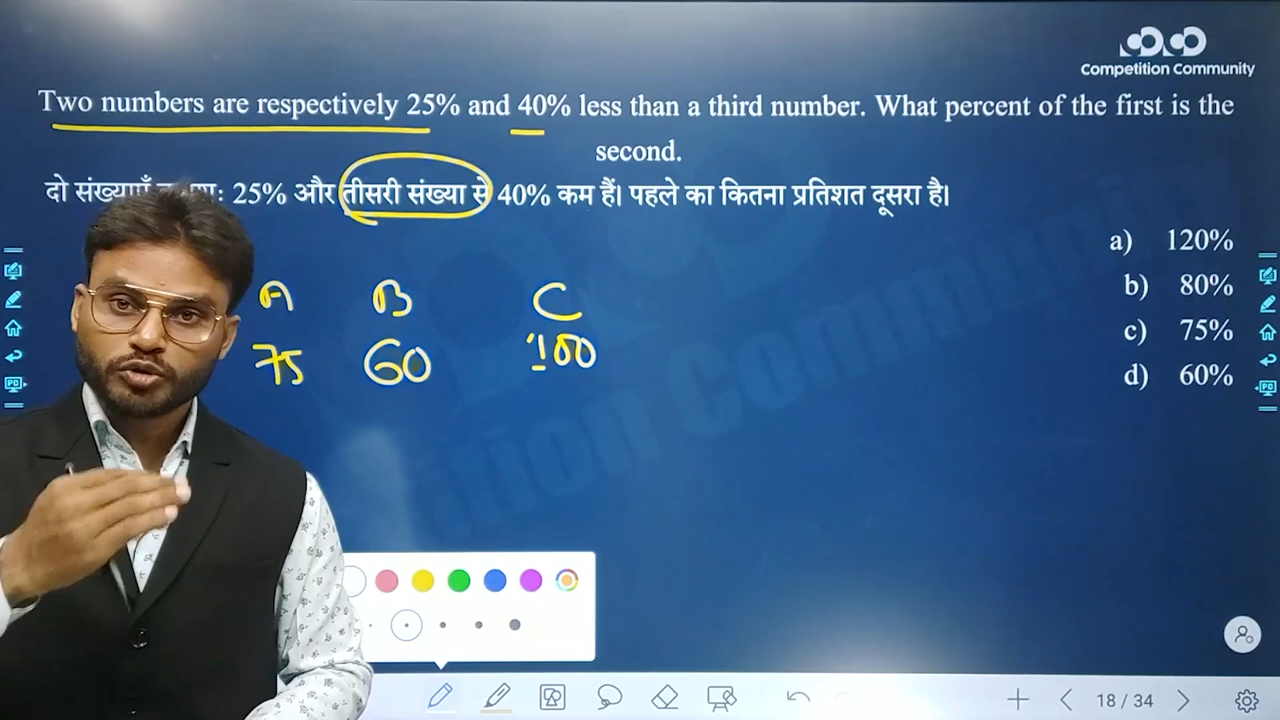 Competition Community
Two numbers are respectively 25% and 40% less than a third number. What percent of the first is the
second.
दो संख्याएँ 25% और तीसरी संख्या से 40% कम हैं। पहले का कितना प्रतिशत दूसरा है।
a) 120%
b) 80%
c) 75%
d) 60%
A B C
75 60 100
18 / 34